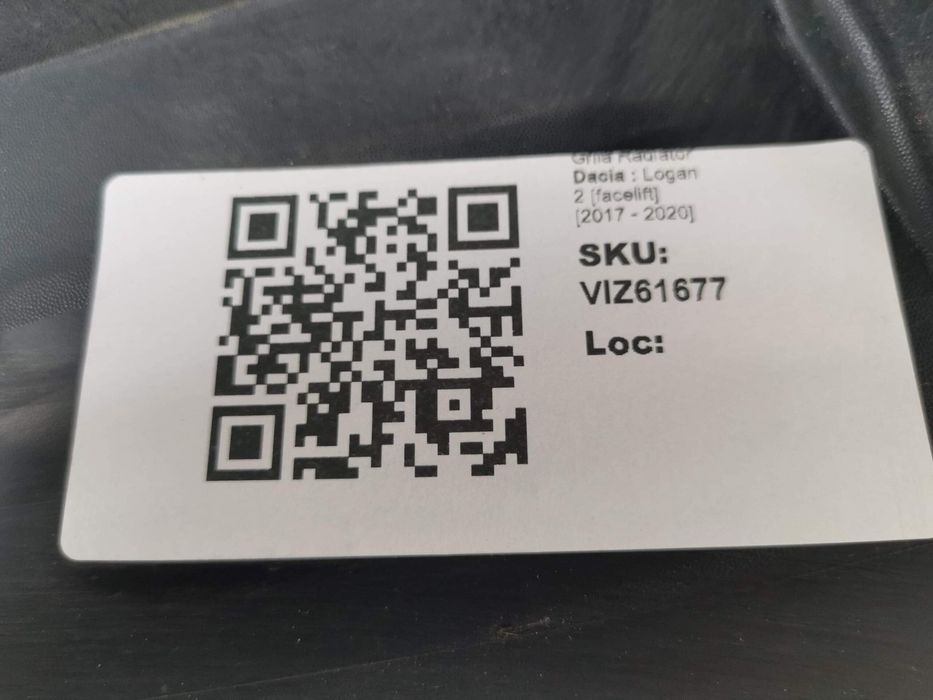 Grila Radiator
Dacia : Logan
2 [facelift]
[2017 - 2020]
SKU:
VIZ61677
Loc: